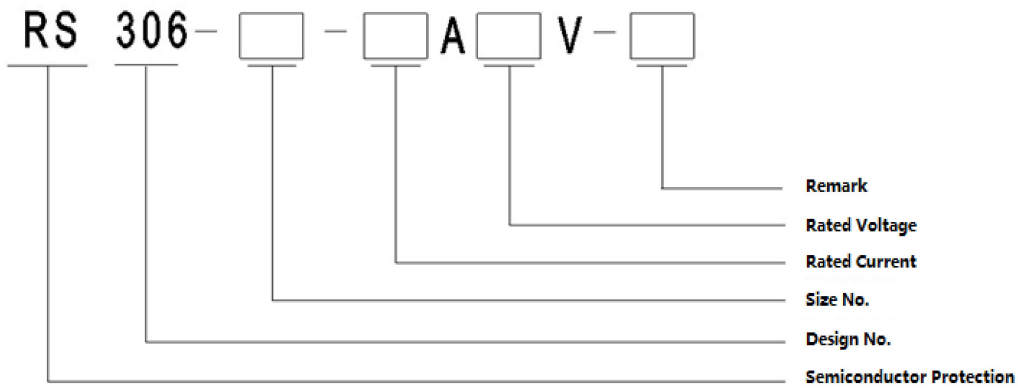 RS 306- □ - □ A □ V - □
Remark
Rated Voltage
Rated Current
Size No.
Design No.
Semiconductor Protection